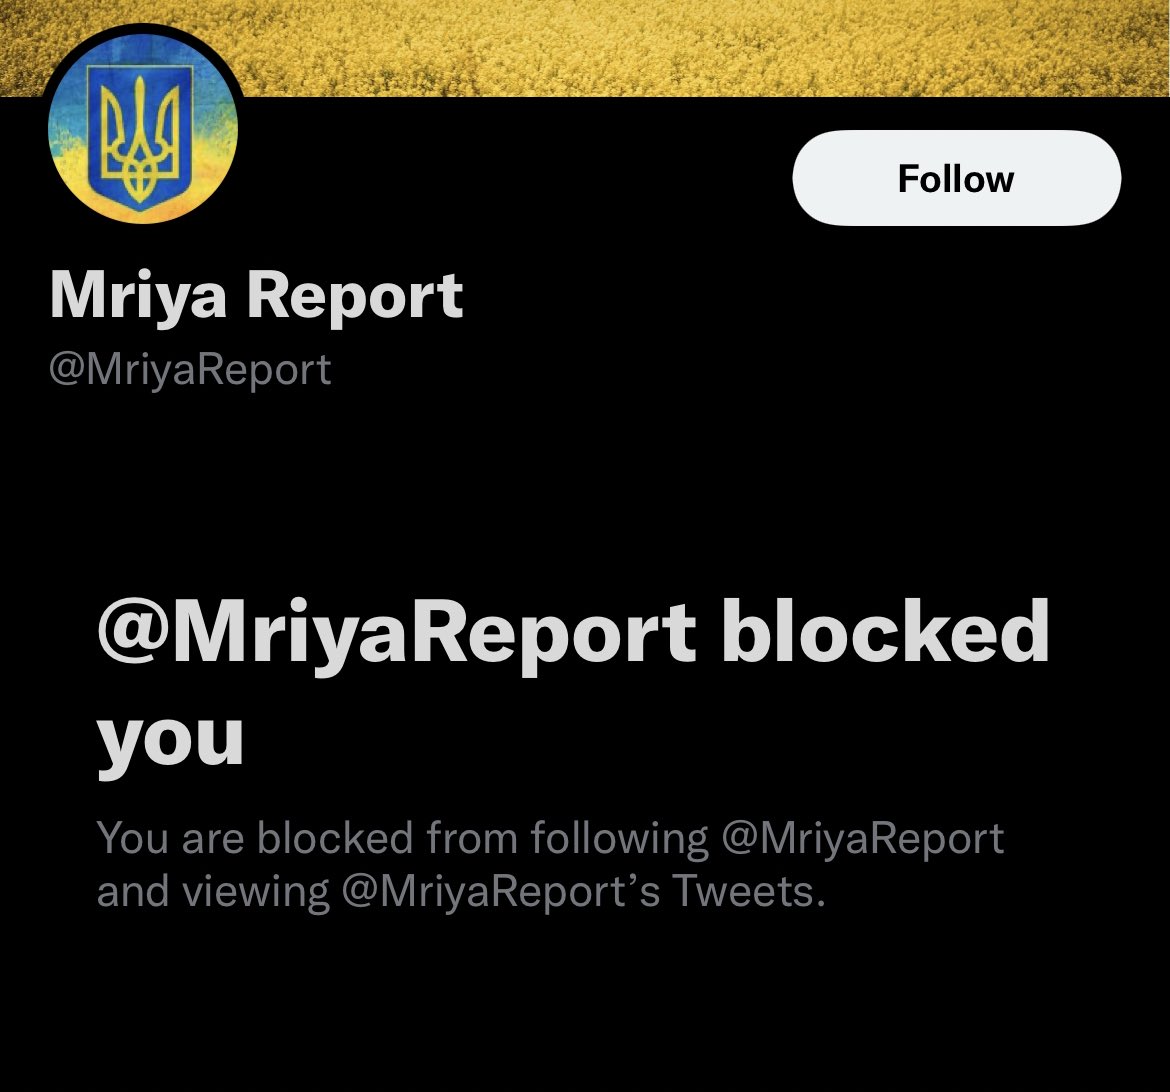 Follow
Mriya Report
@MriyaReport
@MriyaReport blocked
you
You are blocked from following @MriyaReport
and viewing @MriyaReport’s Tweets.